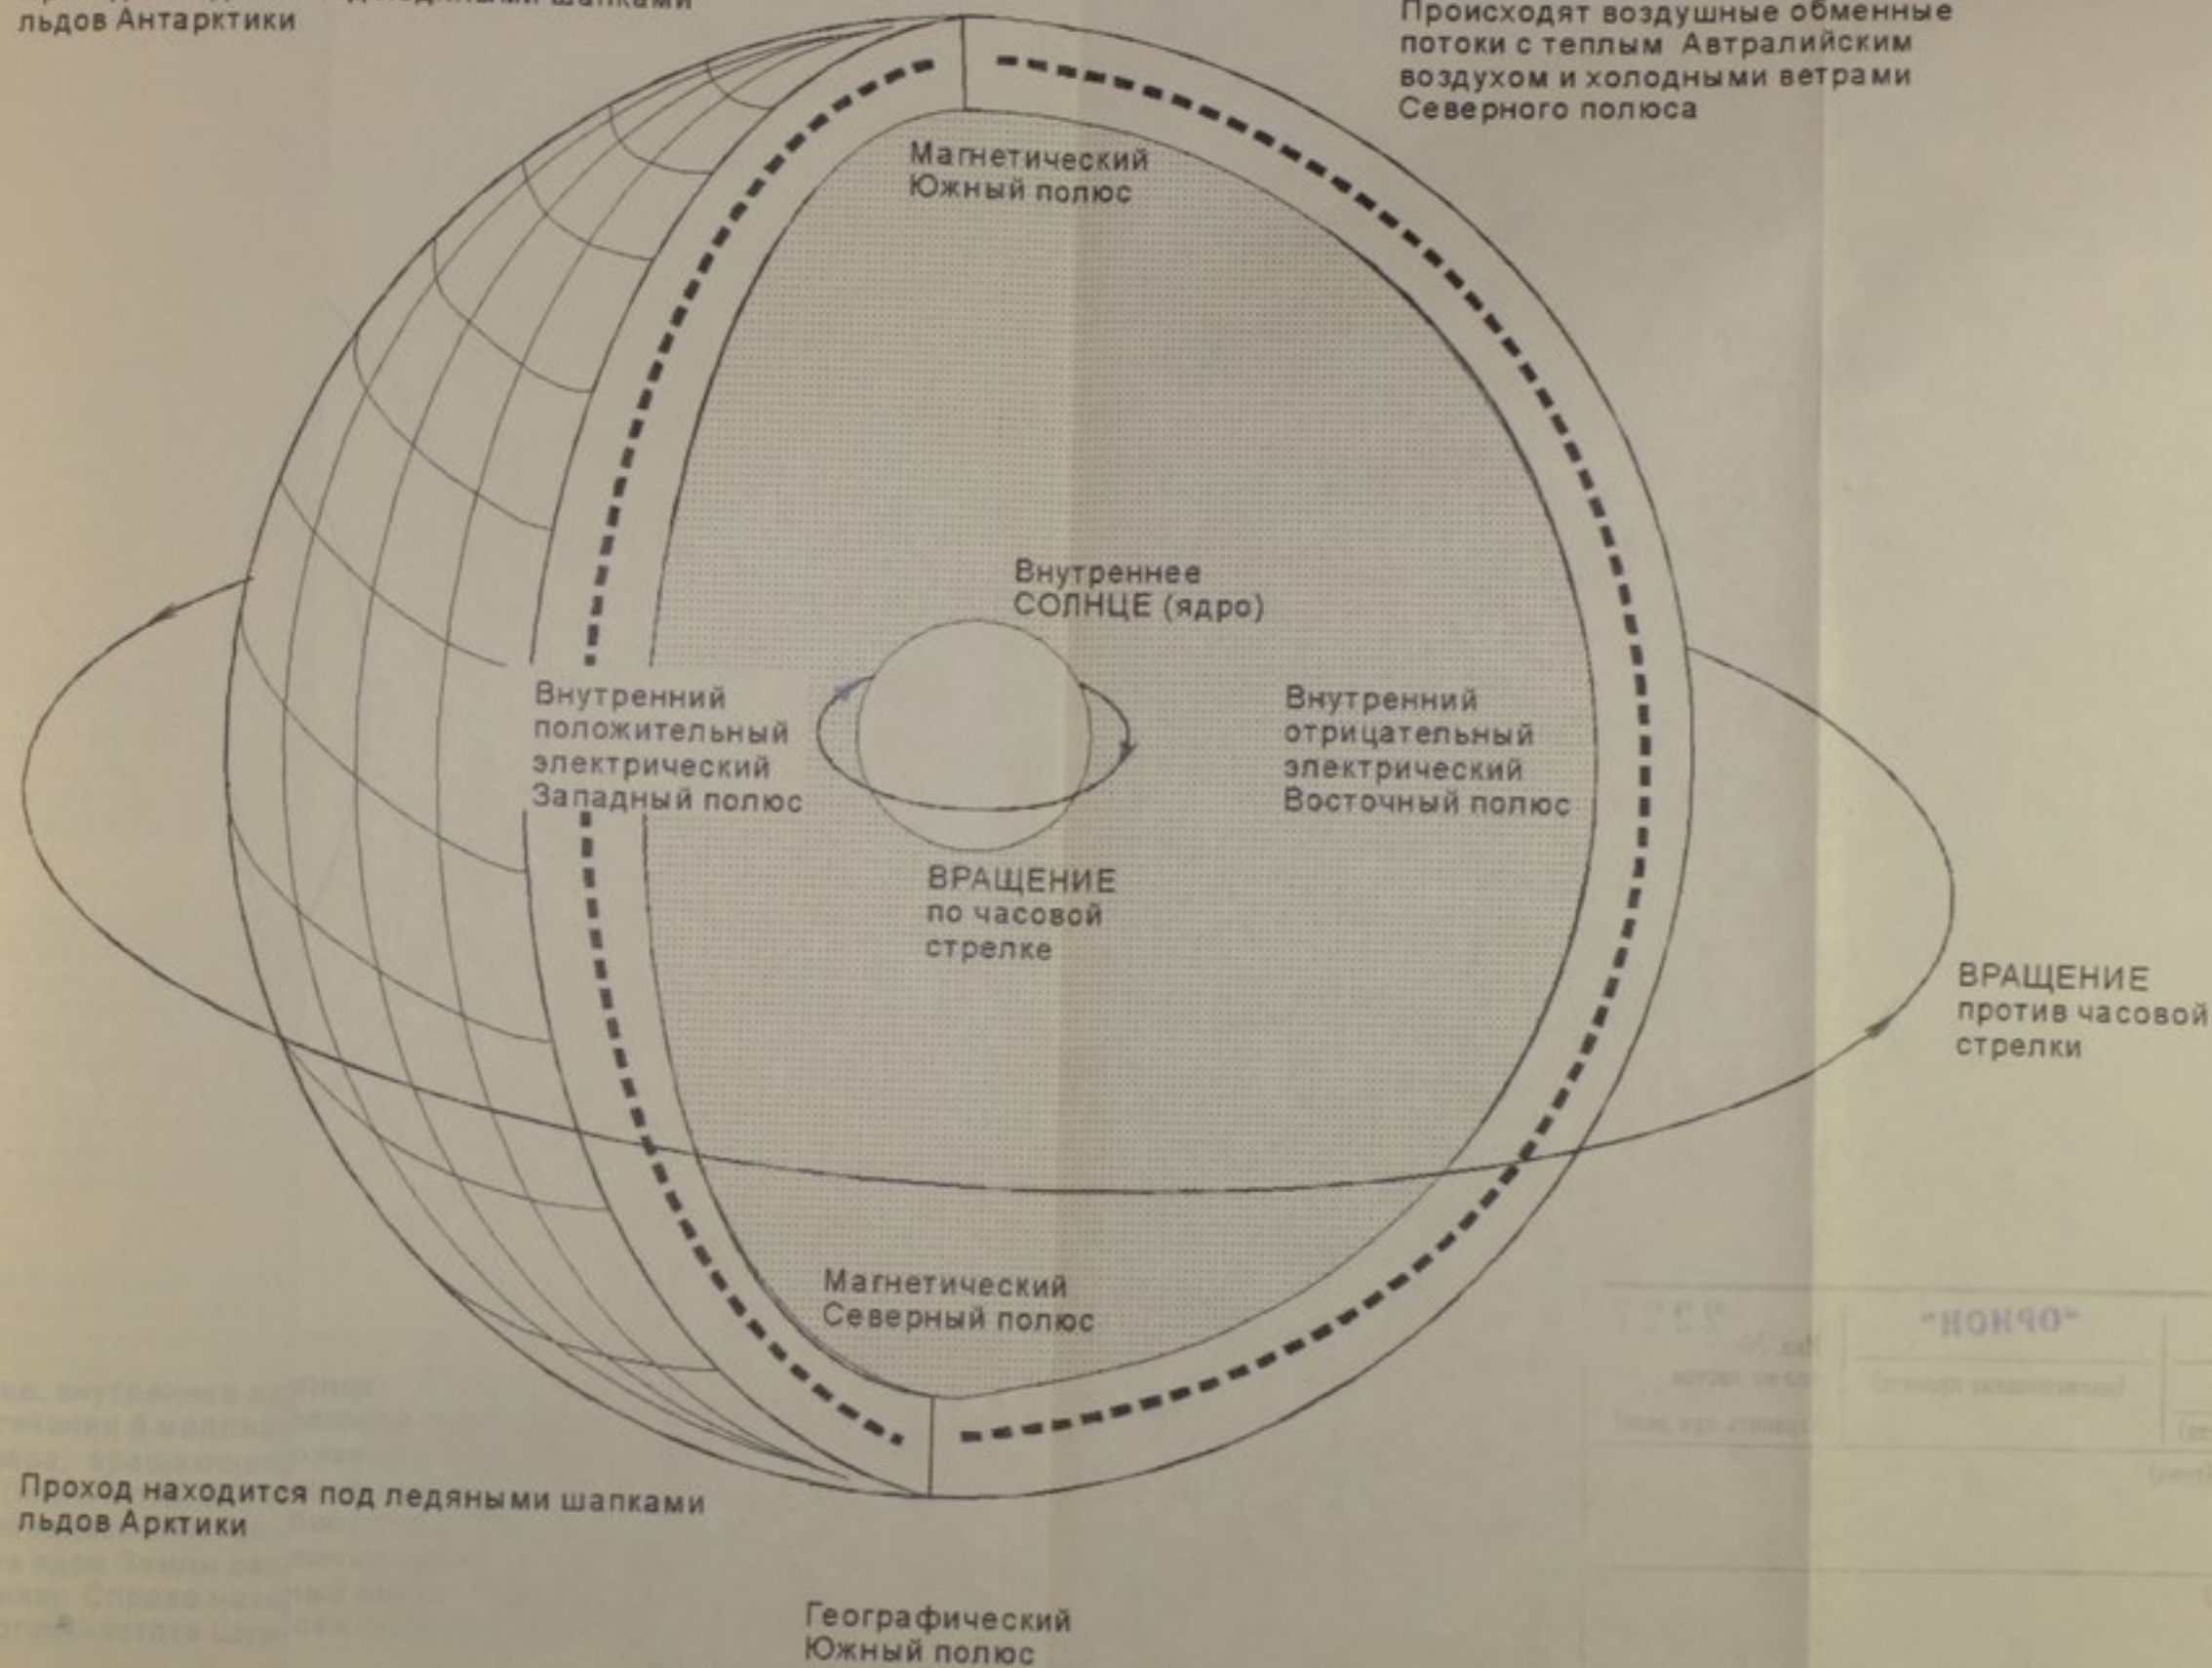 льдов Антарктики
Происходят воздушные обменные
потоки с теплым Автралийским
воздухом и холодными ветрами
Северного полюса
Магнетический
Южный полюс
Внутреннее
СОЛНЦЕ (ядро)
Внутренний
положительный
электрический
Западный полюс
Внутренний
отрицательный
электрический
Восточный полюс
ВРАЩЕНИЕ
по часовой
стрелке
ВРАЩЕНИЕ
против часовой
стрелки
Магнетический
Северный полюс
"ОРИОН"
Проход находится под ледяными шапками
льдов Арктики
Географический
Южный полюс